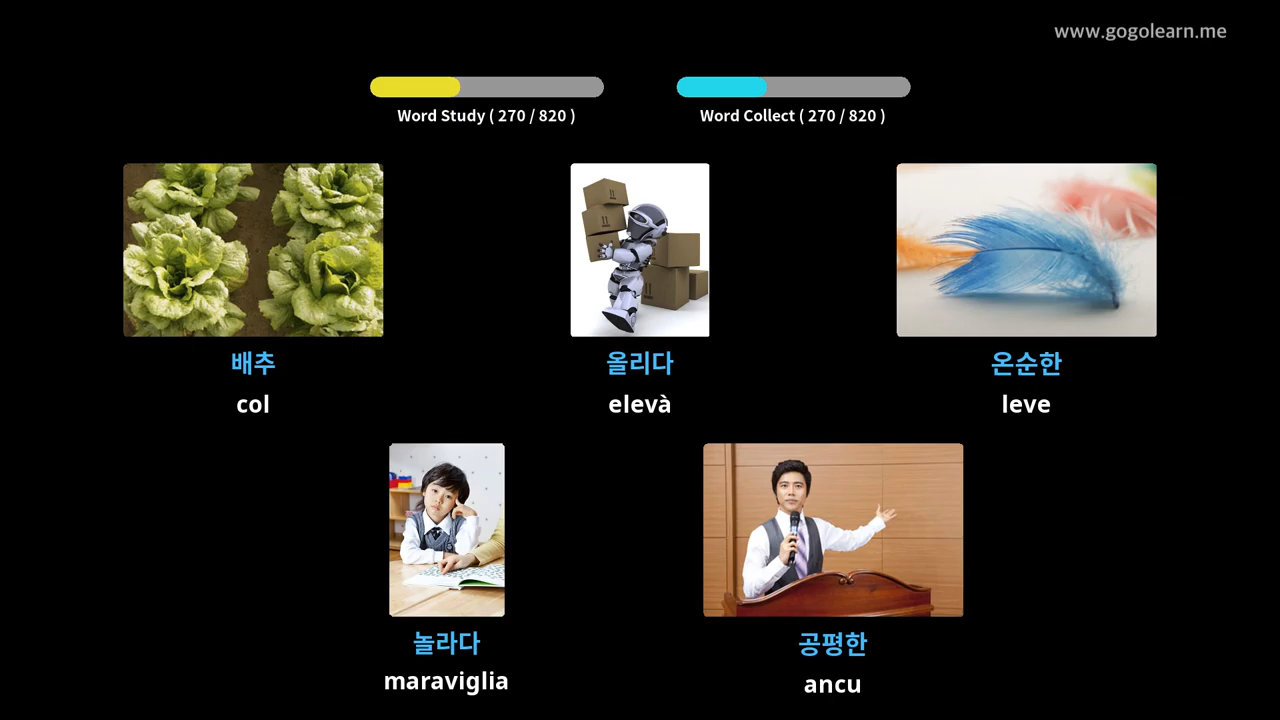 www.gogolearn.me
Word Study ( 270 / 820 )
Word Collect ( 270 / 820 )
배추
올리다
온순한
col
elevà
leve
놀라다
공평한
maraviglia
ancu